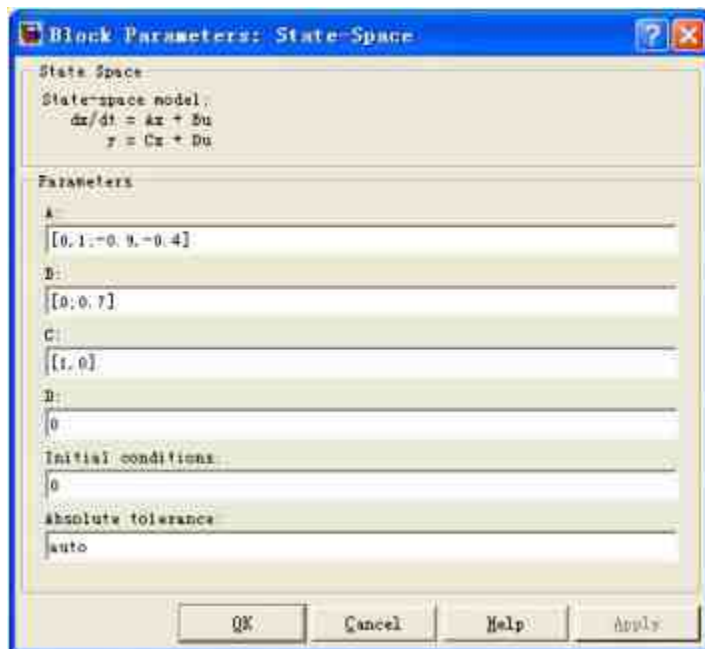 Block Parameters: State-Space
State Space
State-space model:
dx/dt = Ax + Bu
y = Cx + Du
Parameters
A:
[0,1;-0.9,-0.4]
B:
[0;0.7]
C:
[1,0]
D:
0
Initial conditions:
0
Absolute tolerance:
auto
OK
Cancel
Help
Apply